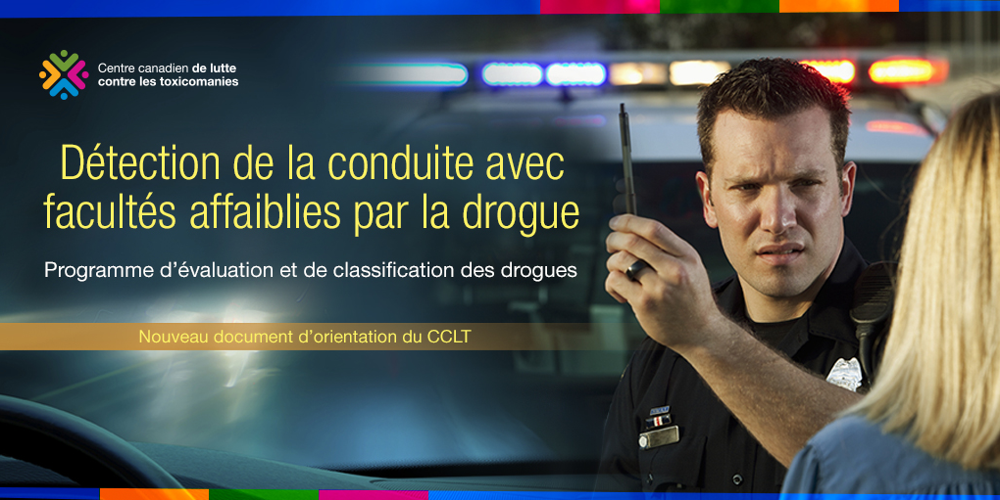 Centre canadien de lutte
contre les toxicomanies
Détection de la conduite avec
facultés affaiblies par la drogue
Programme d’évaluation et de classification des drogues
Nouveau document d’orientation du CCLT